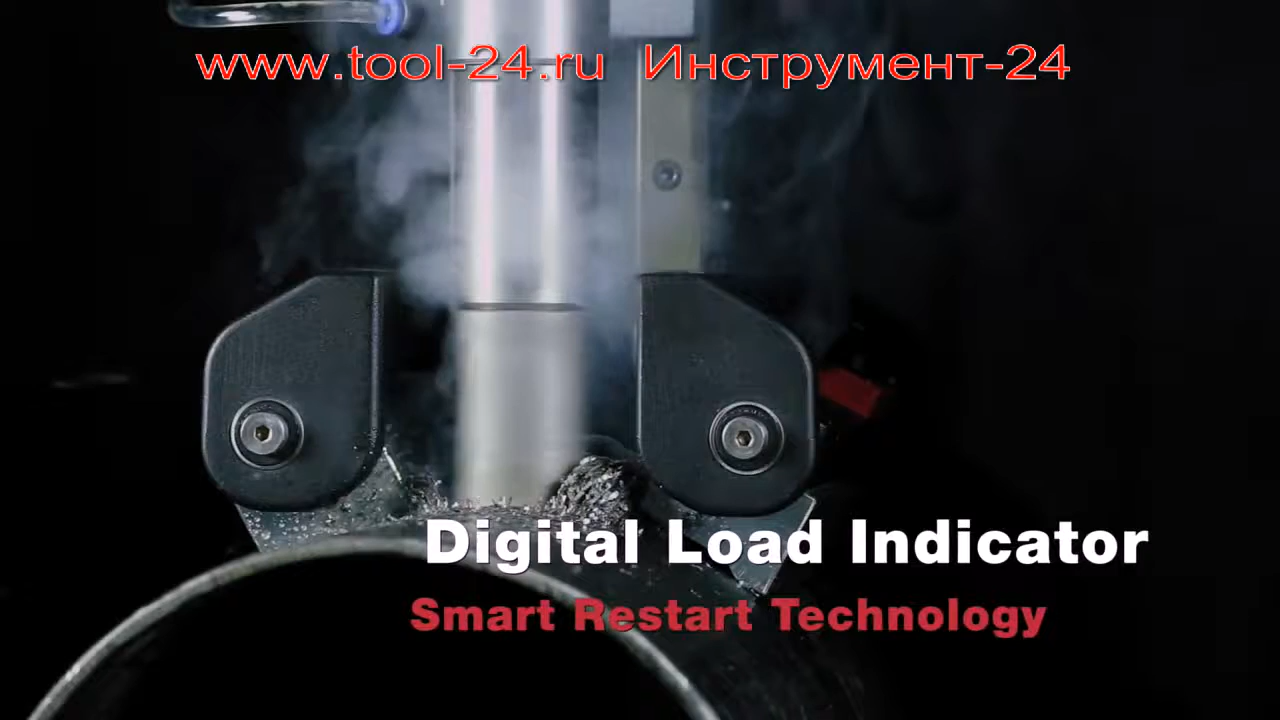 www.tool-24.ru Инструмент-24
Digital Load Indicator
Smart Restart Technology